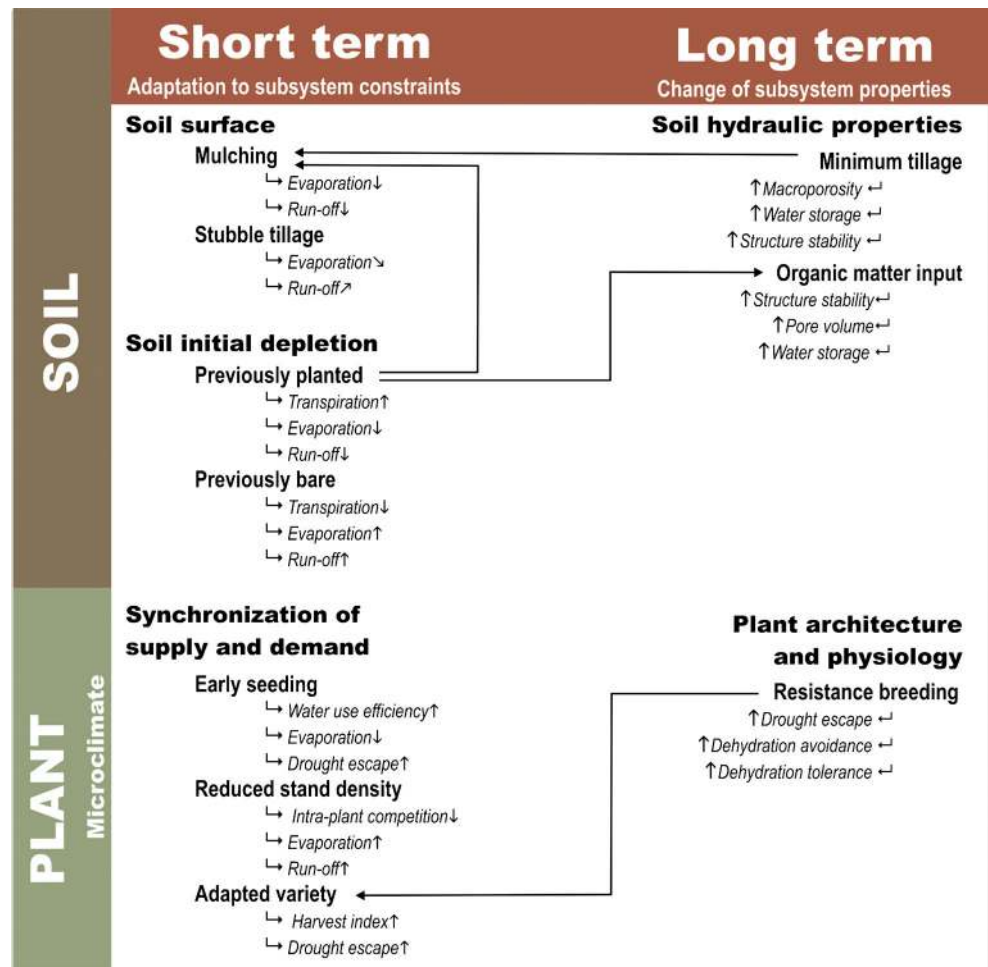 Short term
Adaptation to subsystem constraints
Long term
Change of subsystem properties
SOIL
Soil surface
Mulching
↳ Evaporation↓
↳ Run-off↓
Stubble tillage
↳ Evaporation↘
↳ Run-off↗
Soil initial depletion
Previously planted
↳ Transpiration↑
↳ Evaporation↓
↳ Run-off↓
Previously bare
↳ Transpiration↓
↳ Evaporation↑
↳ Run-off↑
Soil hydraulic properties
Minimum tillage
↑Macroporosity ↵
↑Water storage ↵
↑Structure stability ↵
Organic matter input
↑Structure stability↵
↑Pore volume↵
↑Water storage ↵
PLANT
Microclimate
Synchronization of
supply and demand
Early seeding
↳ Water use efficiency↑
↳ Evaporation↓
↳ Drought escape↑
Reduced stand density
↳ Intra-plant competition↓
↳ Evaporation↑
↳ Run-off↑
Adapted variety
↳ Harvest index↑
↳ Drought escape↑
Plant architecture
and physiology
Resistance breeding
↑Drought escape ↵
↑Dehydration avoidance ↵
↑Dehydration tolerance ↵